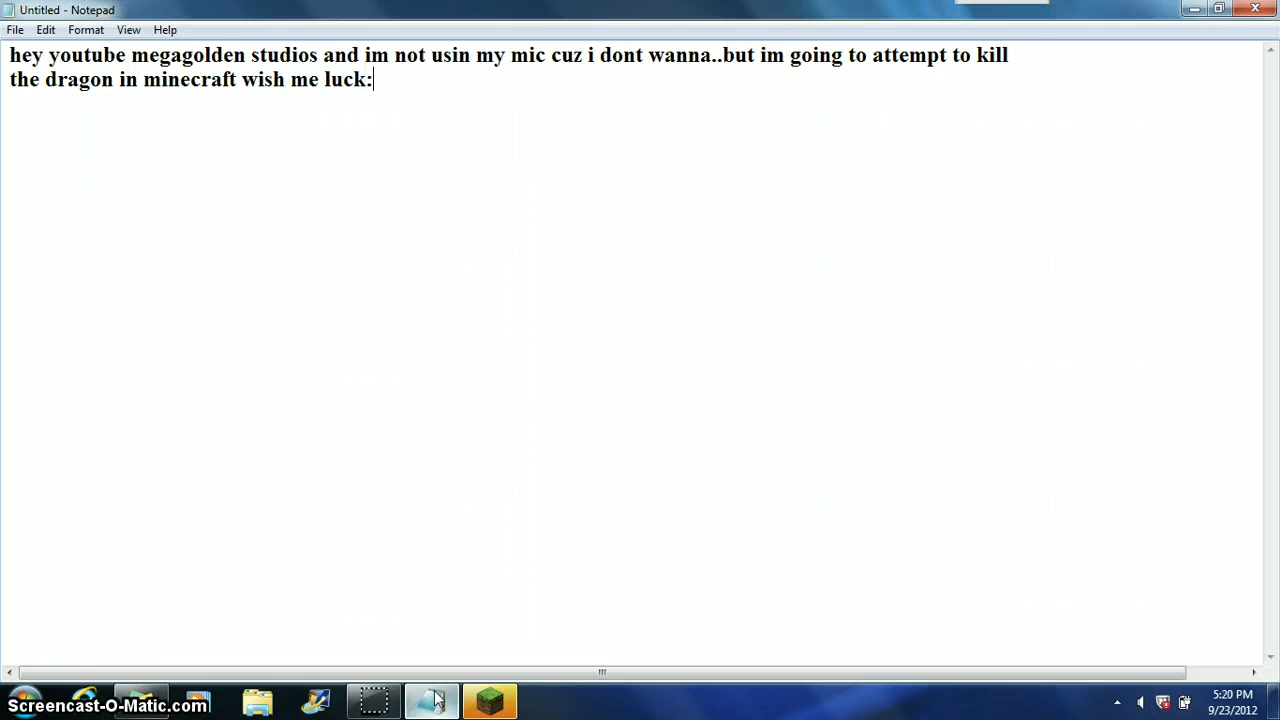 Untitled - Notepad
File Edit Format View Help
hey youtube megagolden studios and im not usin my mic cuz i dont wanna..but im going to attempt to kill
the dragon in minecraft wish me luck:
Screencast-O-Matic.com
5:20 PM
9/23/2012